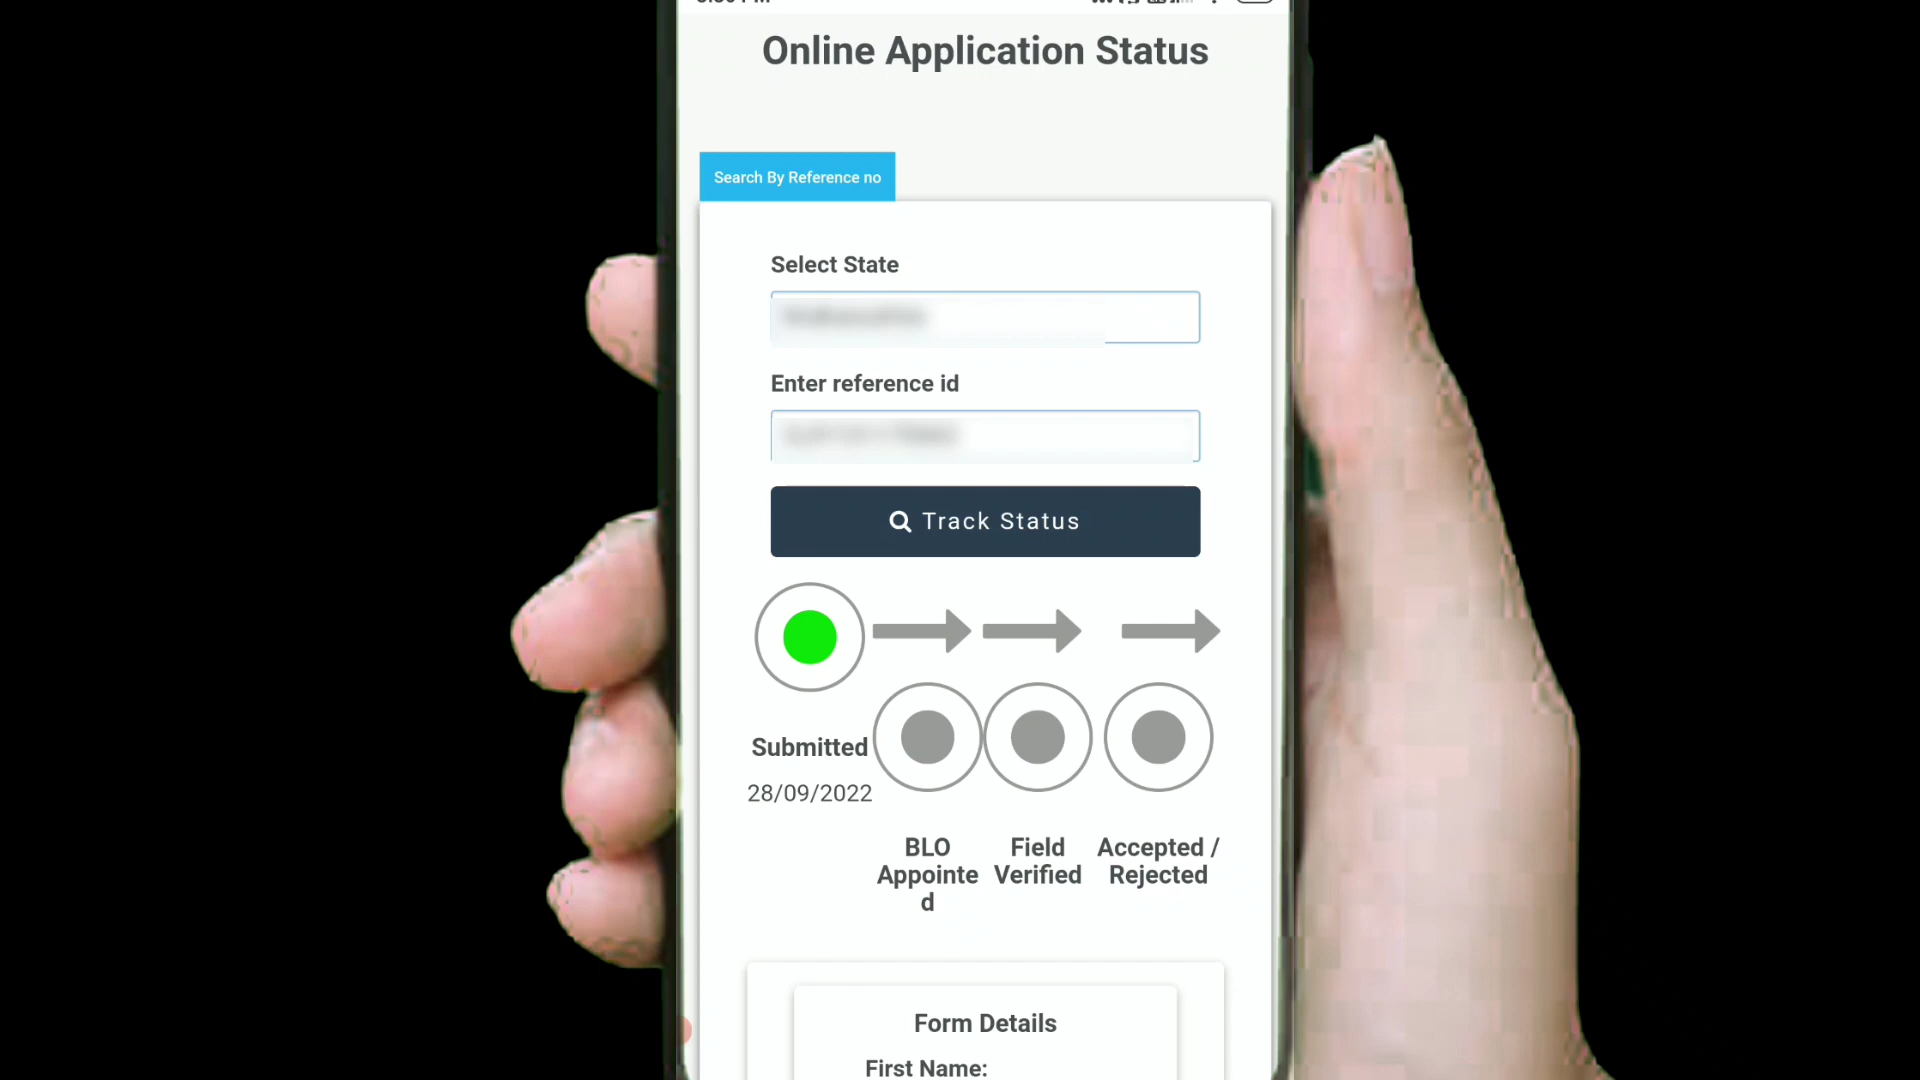 Online Application Status
Search By Reference no
Select State
Enter reference id
Track Status
Submitted
28/09/2022
BLO
Appointe
d
Field
Verified
Accepted /
Rejected
Form Details
First Name: